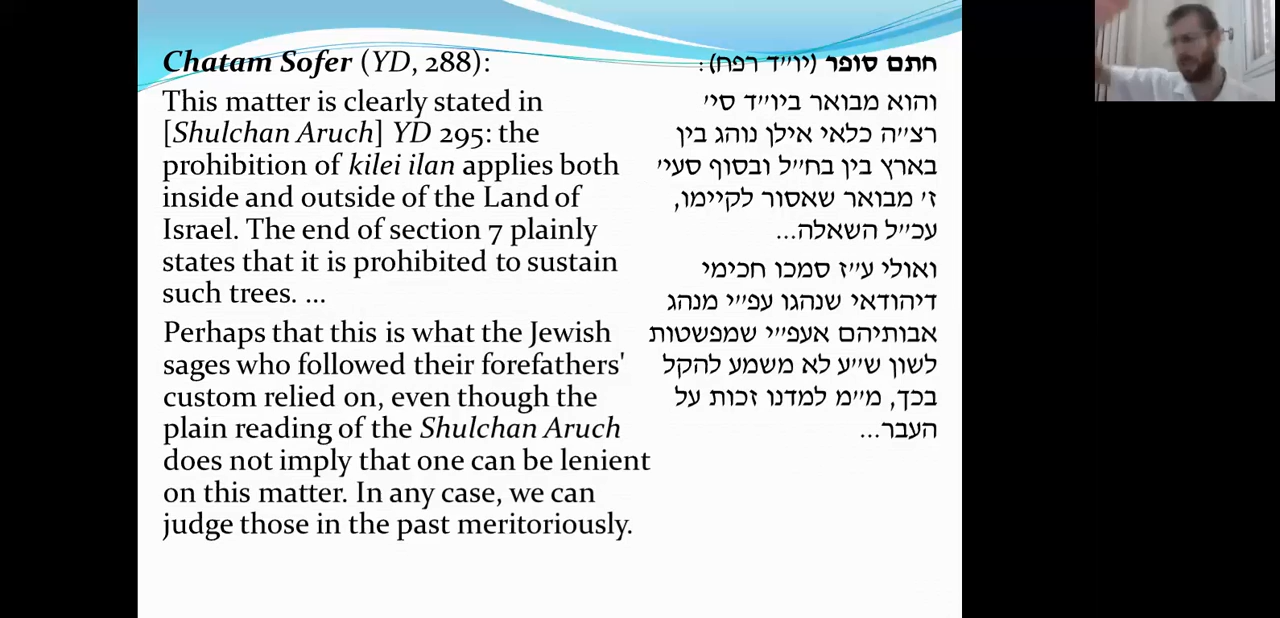 Chatam Sofer (YD, 288):
This matter is clearly stated in
[Shulchan Aruch] YD 295: the
prohibition of kilei ilan applies both
inside and outside of the Land of
Israel. The end of section 7 plainly
states that it is prohibited to sustain
such trees. ...
Perhaps that this is what the Jewish
sages who followed their forefathers'
custom relied on, even though the
plain reading of the Shulchan Aruch
does not imply that one can be lenient
on this matter. In any case, we can
judge those in the past meritoriously.
חתם סופר (יו״ד רפח):
והוא מבואר ביו״ד סי׳
רצ״ה כלאי אילן נוהג בין
בארץ בין בח״ל ובסוף סעי׳
ז׳ מבואר שאסור לקיימו,
עכ״ל השאלה...
ואולי ע״ז סמכו חכימי
דיהודאי שנהגו עפ״י מנהג
אבותיהם אעפ״י שמפשטות
לשון ש״ע לא משמע להקל
בכך, מ״מ למדנו זכות על
העבר...